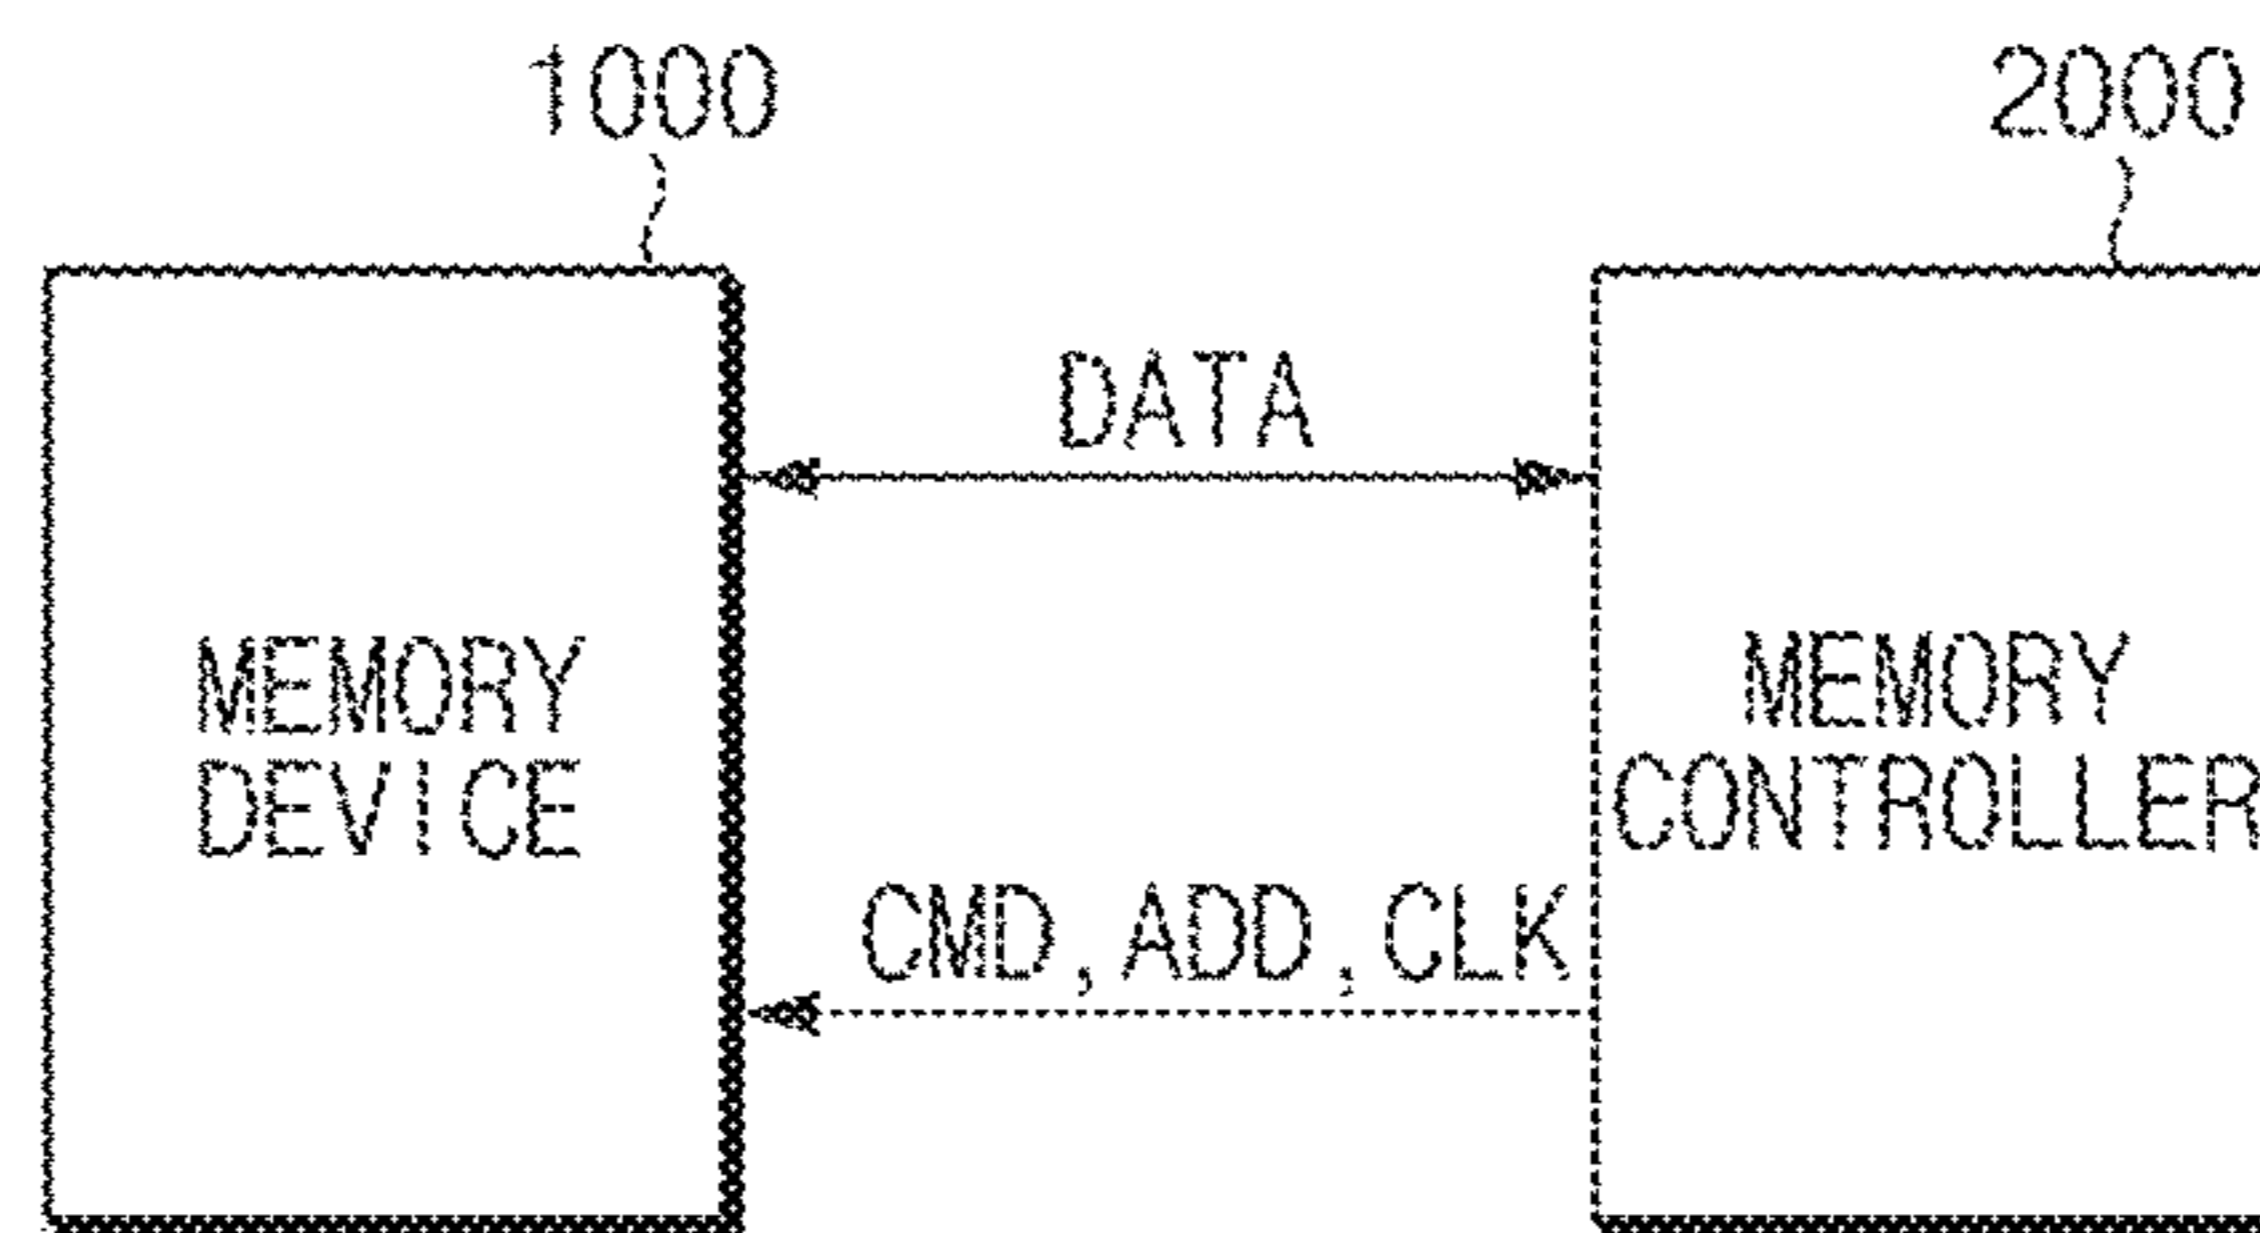 1000
2000
DATA
MEMORY
DEVICE
MEMORY
CONTROLLER
CMD,ADD,CLK